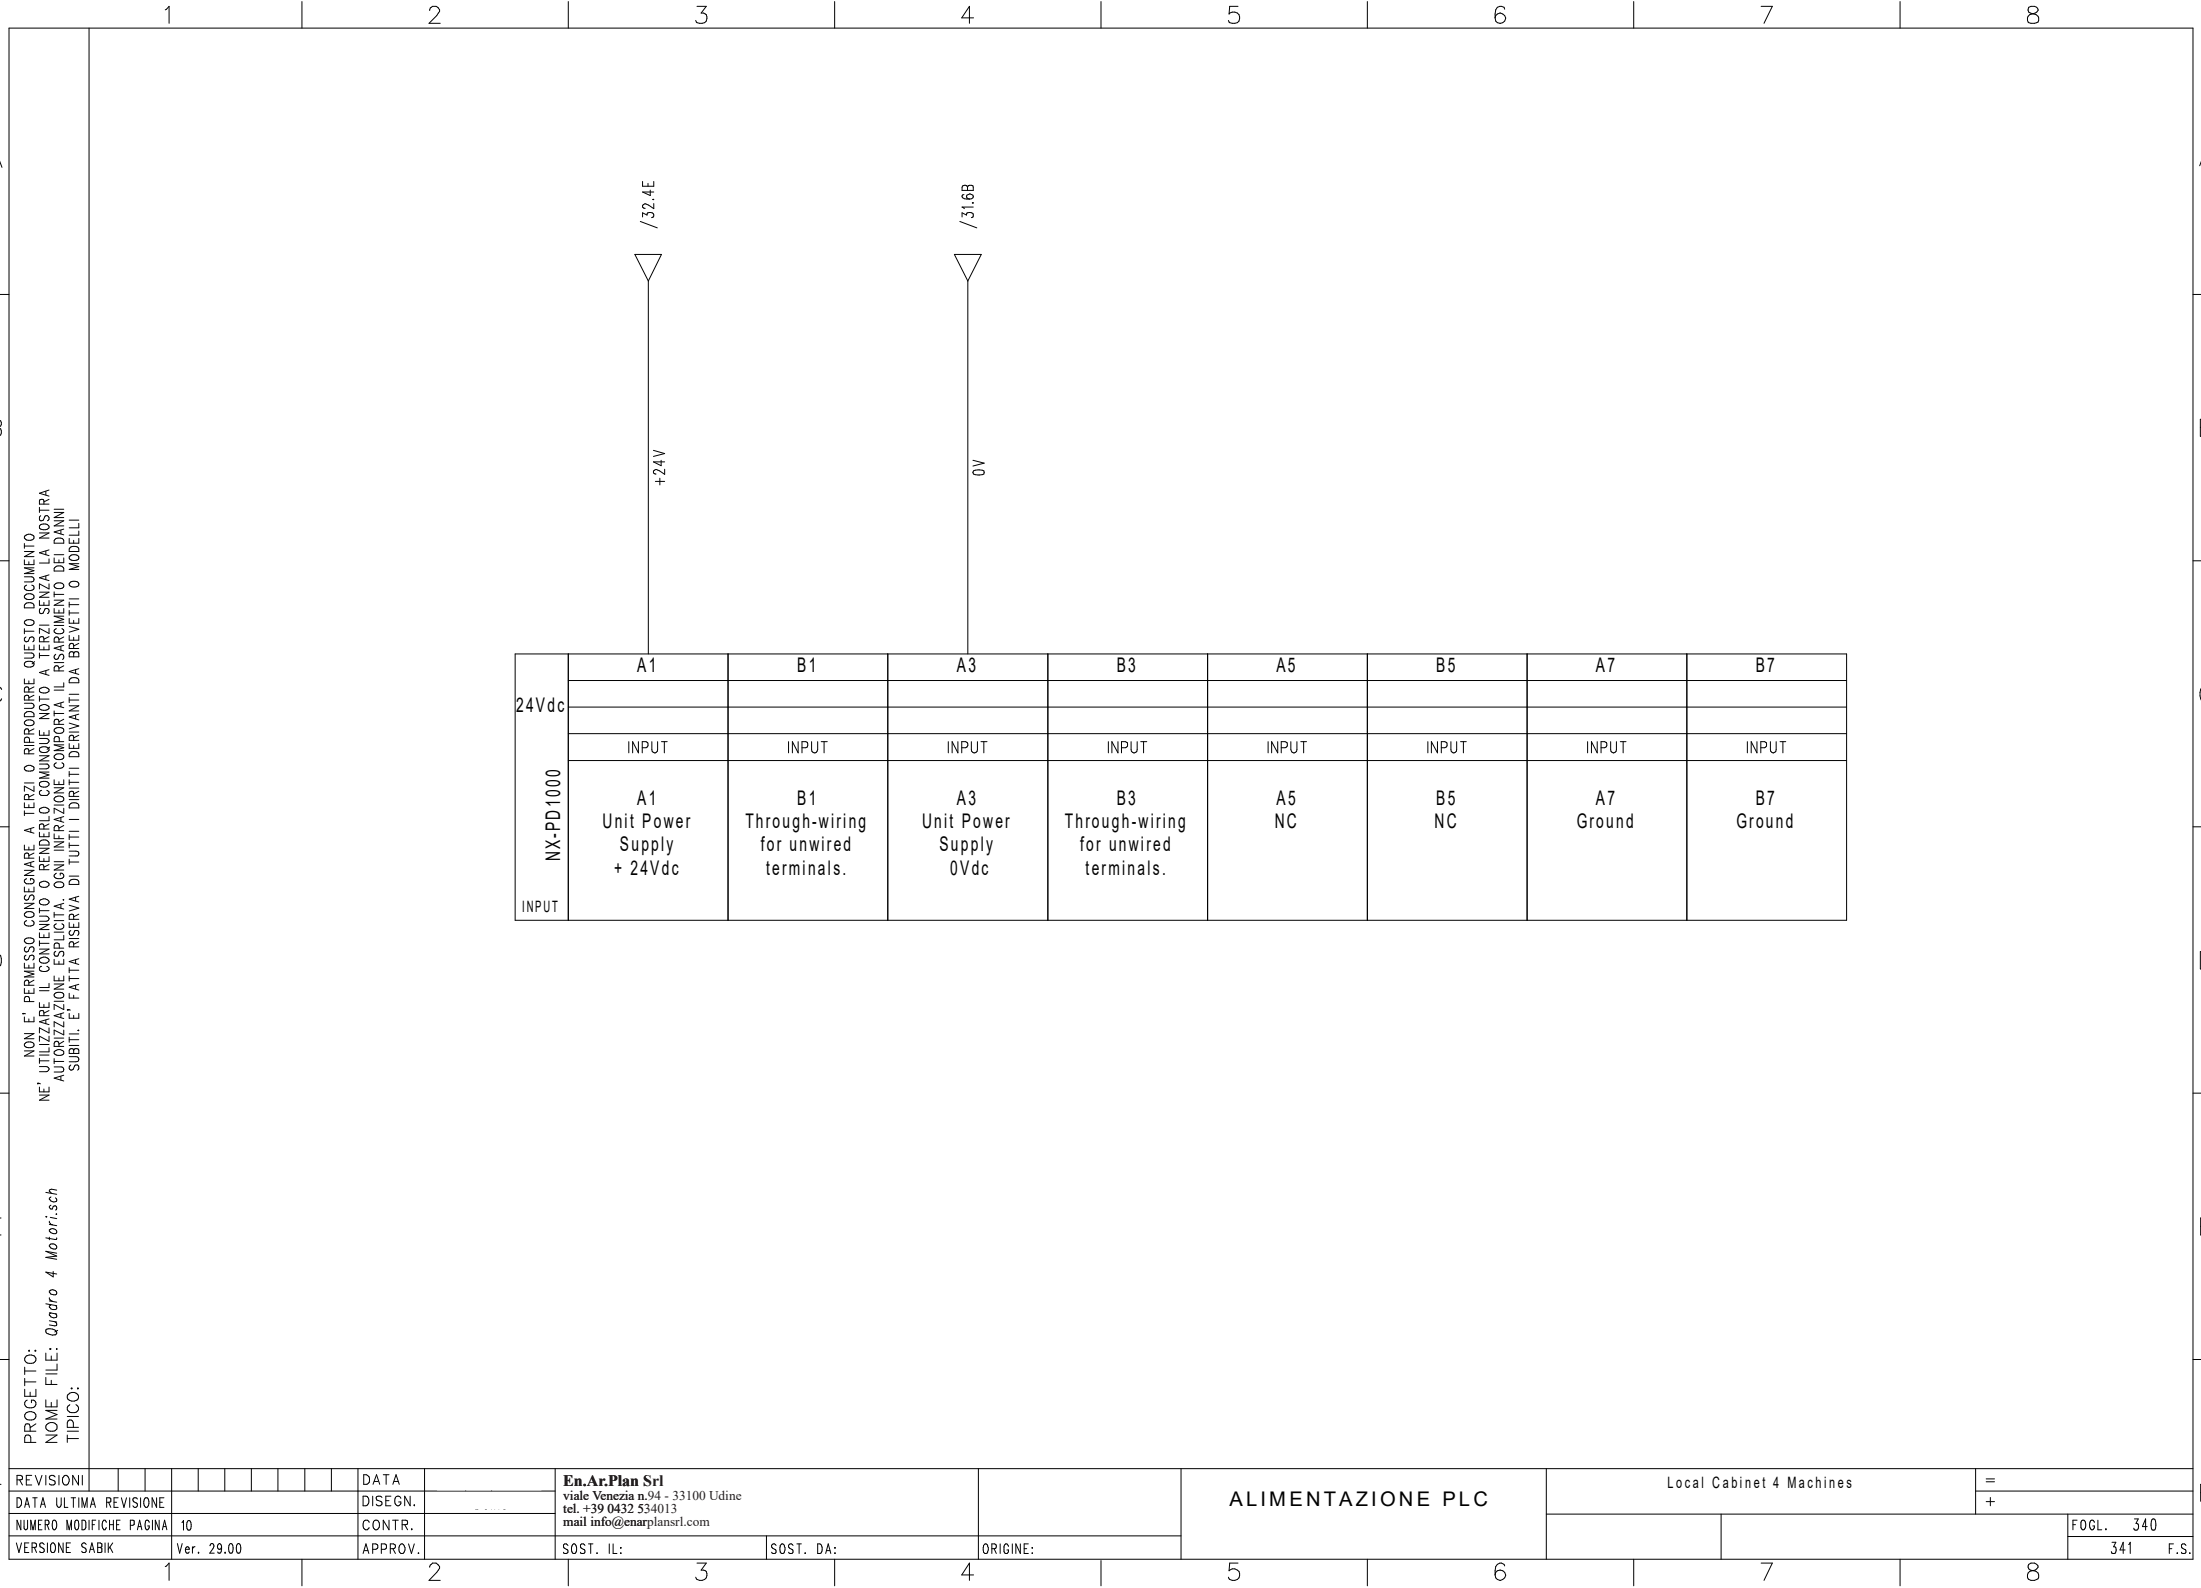 1 2 3 4 5 6 7 8
/32.4E
/31.6B
+24V
0V
24Vdc
NX-PD1000
INPUT
A1 B1 A3 B3 A5 B5 A7 B7
INPUT INPUT INPUT INPUT INPUT INPUT INPUT INPUT
A1
Unit Power
Supply
+ 24Vdc
B1
Through-wiring
for unwired
terminals.
A3
Unit Power
Supply
0Vdc
B3
Through-wiring
for unwired
terminals.
A5
NC
B5
NC
A7
Ground
B7
Ground
NON E' PERMESSO CONSEGNARE A TERZI O RIPRODURRE QUESTO DOCUMENTO
NE' UTILIZZARE IL CONTENUTO O RENDERLO COMUNQUE NOTO A TERZI SENZA LA NOSTRA
AUTORIZZAZIONE ESPLICITA. OGNI INFRAZIONE COMPORTA IL RISARCIMENTO DEI DANNI
SUBITI. E' FATTA RISERVA DI TUTTI I DIRITTI DERIVANTI DA BREVETTI O MODELLI
PROGETTO:
NOME FILE: Quadro 4 Motori.sch
TIPICO:
REVISIONI
DATA ULTIMA REVISIONE
NUMERO MODIFICHE PAGINA 10
VERSIONE SABIK Ver. 29.00
DATA
DISEGN.
CONTR.
APPROV.
En.Ar.Plan Srl
viale Venezia n.94 - 33100 Udine
tel. +39 0432 534013
mail info@enarplansrl.com
SOST. IL: SOST. DA: ORIGINE:
ALIMENTAZIONE PLC
Local Cabinet 4 Machines
=
+
FOGL. 340
341 F.S.
1 2 3 4 5 6 7 8